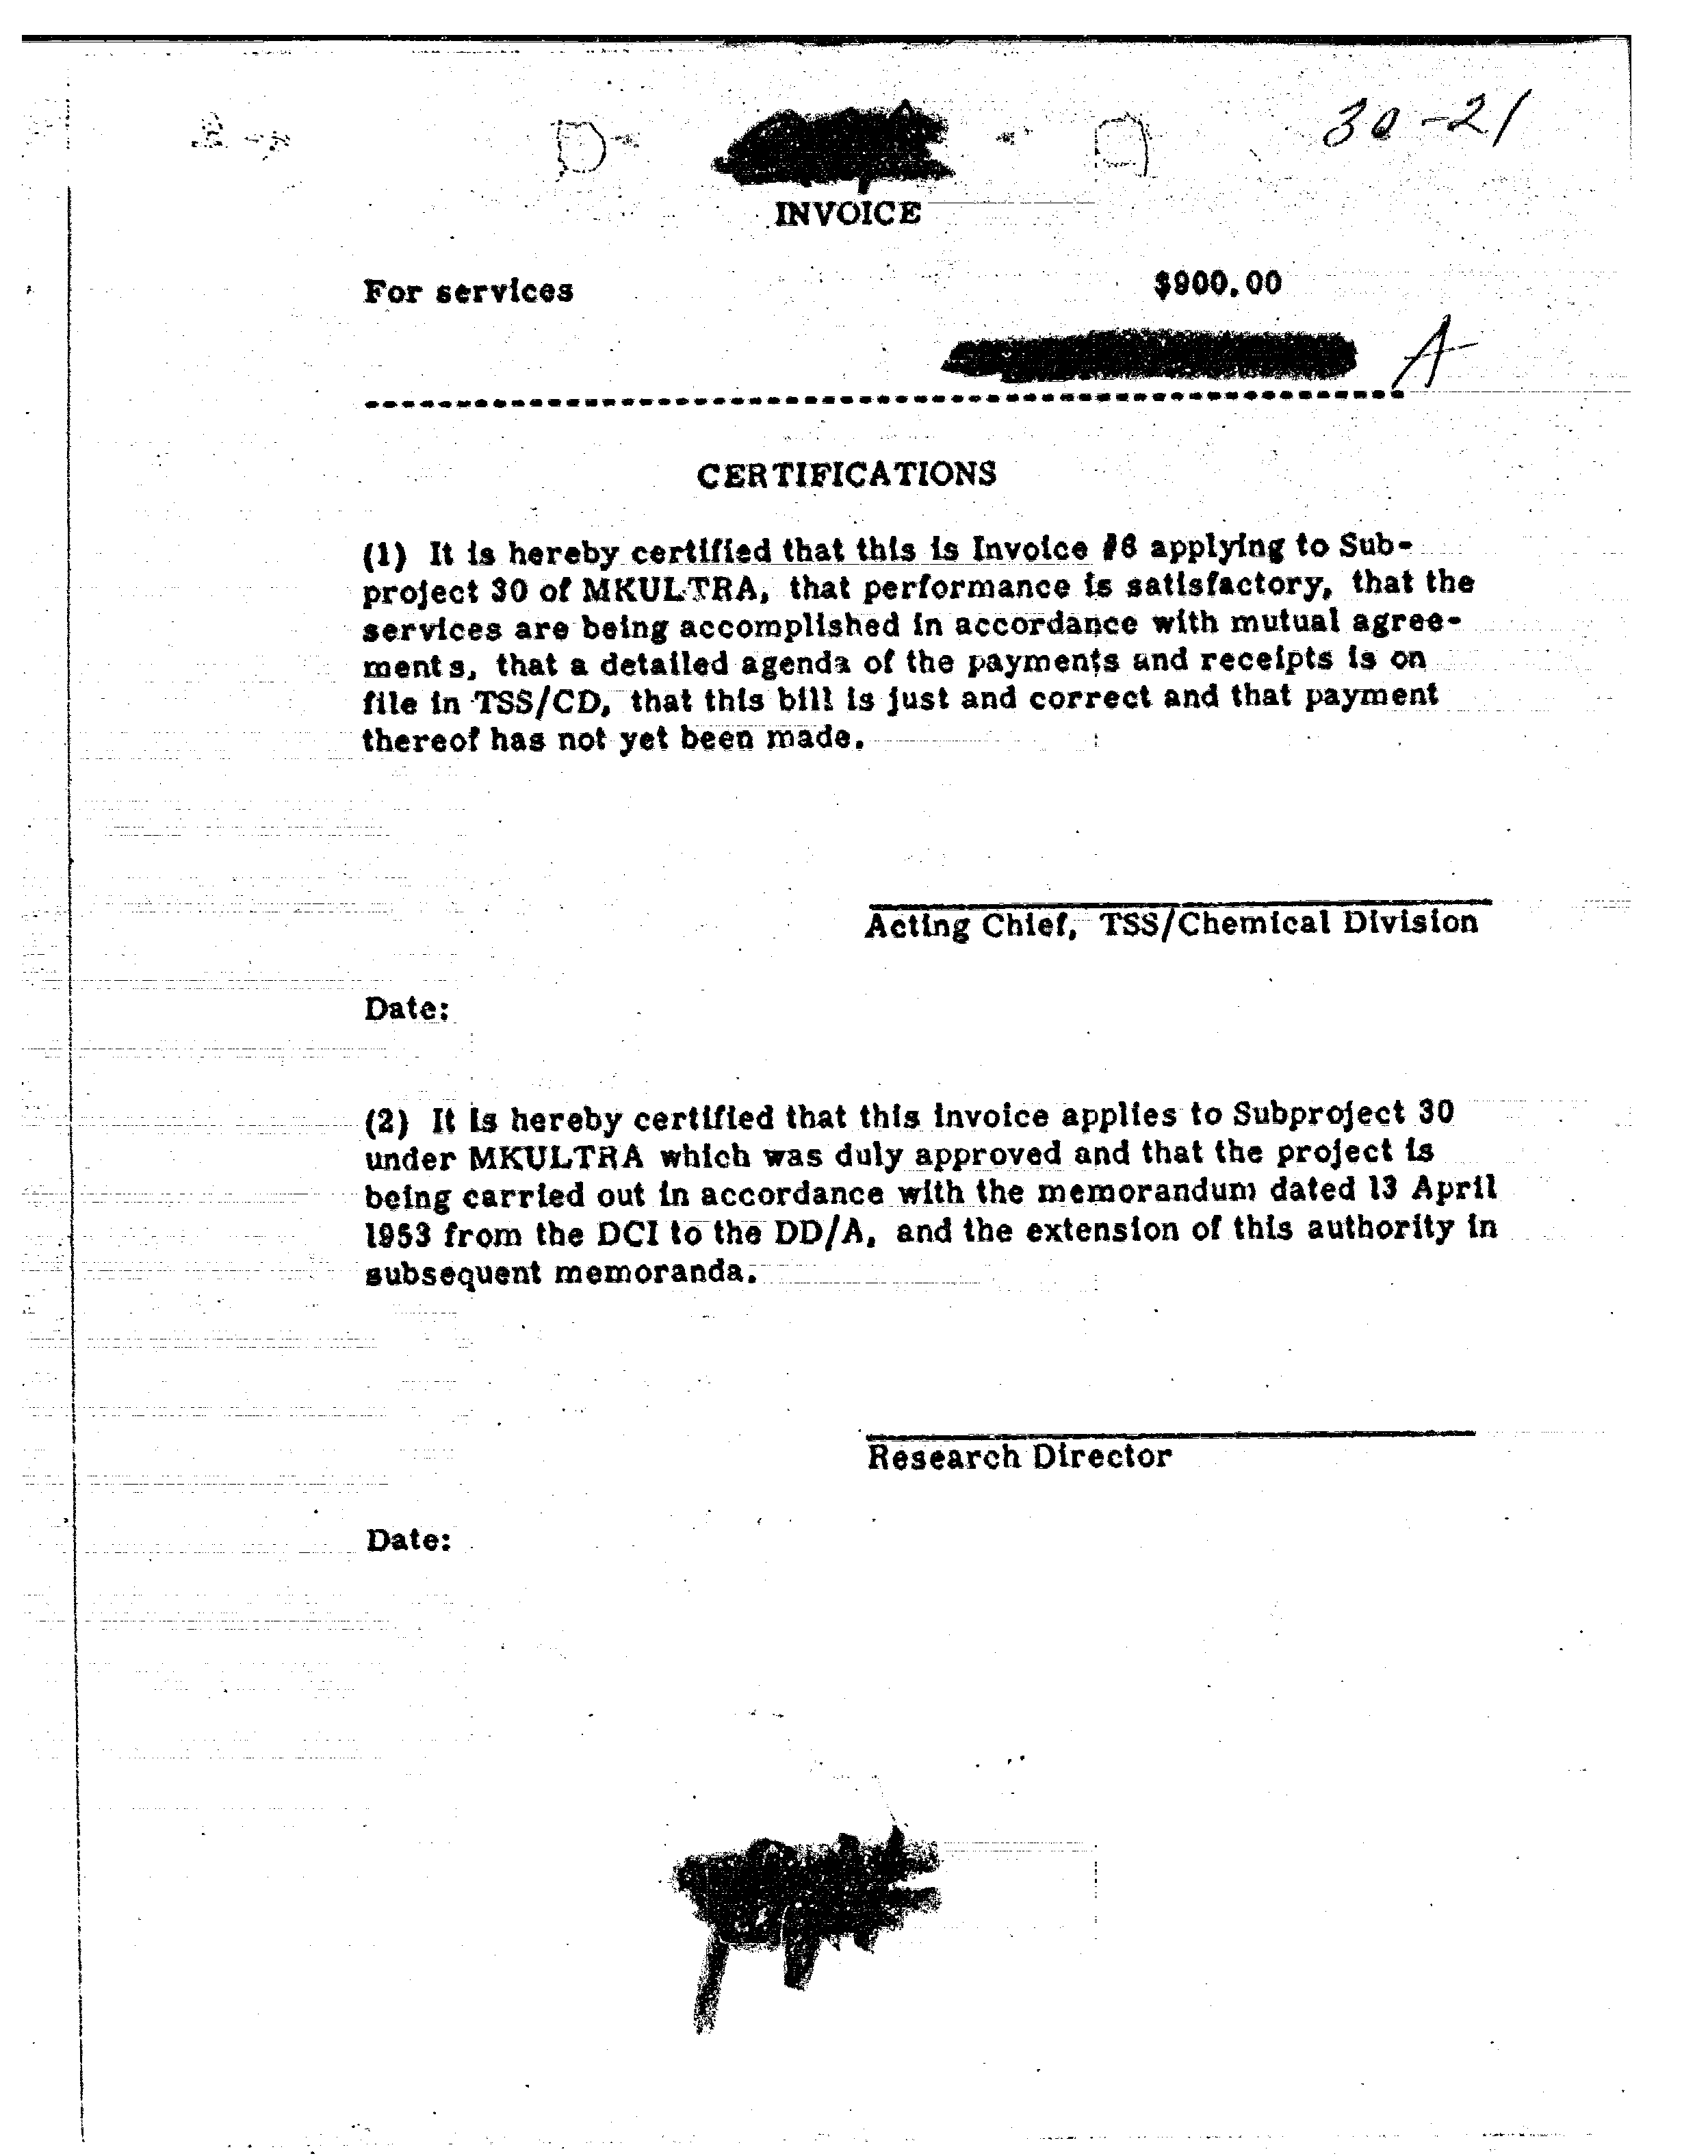 30-21
INVOICE
For services $900.00
A
CERTIFICATIONS
(1) It is hereby certified that this is Invoice #6 applying to Sub-
project 30 of MKULTRA, that performance is satisfactory, that the
services are being accomplished in accordance with mutual agree-
ments, that a detailed agenda of the payments and receipts is on
file in TSS/CD, that this bill is just and correct and that payment
thereof has not yet been made.
Acting Chief, TSS/Chemical Division
Date:
(2) It is hereby certified that this invoice applies to Subproject 30
under MKULTRA which was duly approved and that the project is
being carried out in accordance with the memorandum dated 13 April
1953 from the DCI to the DD/A, and the extension of this authority in
subsequent memoranda.
Research Director
Date: